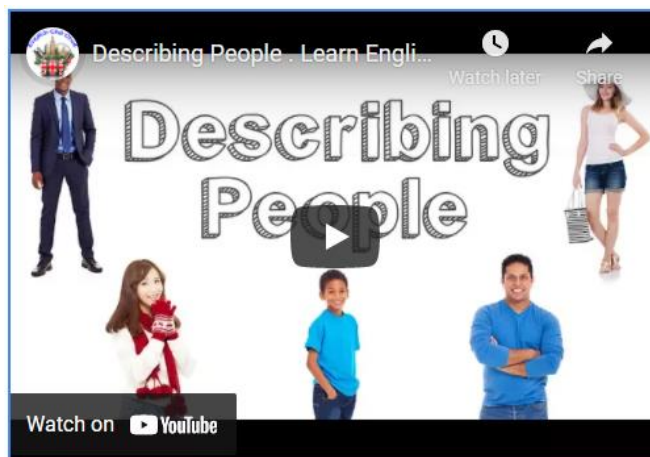 Describing People . Learn Engli...
Watch later
Share
Describing
People
Watch on YouTube